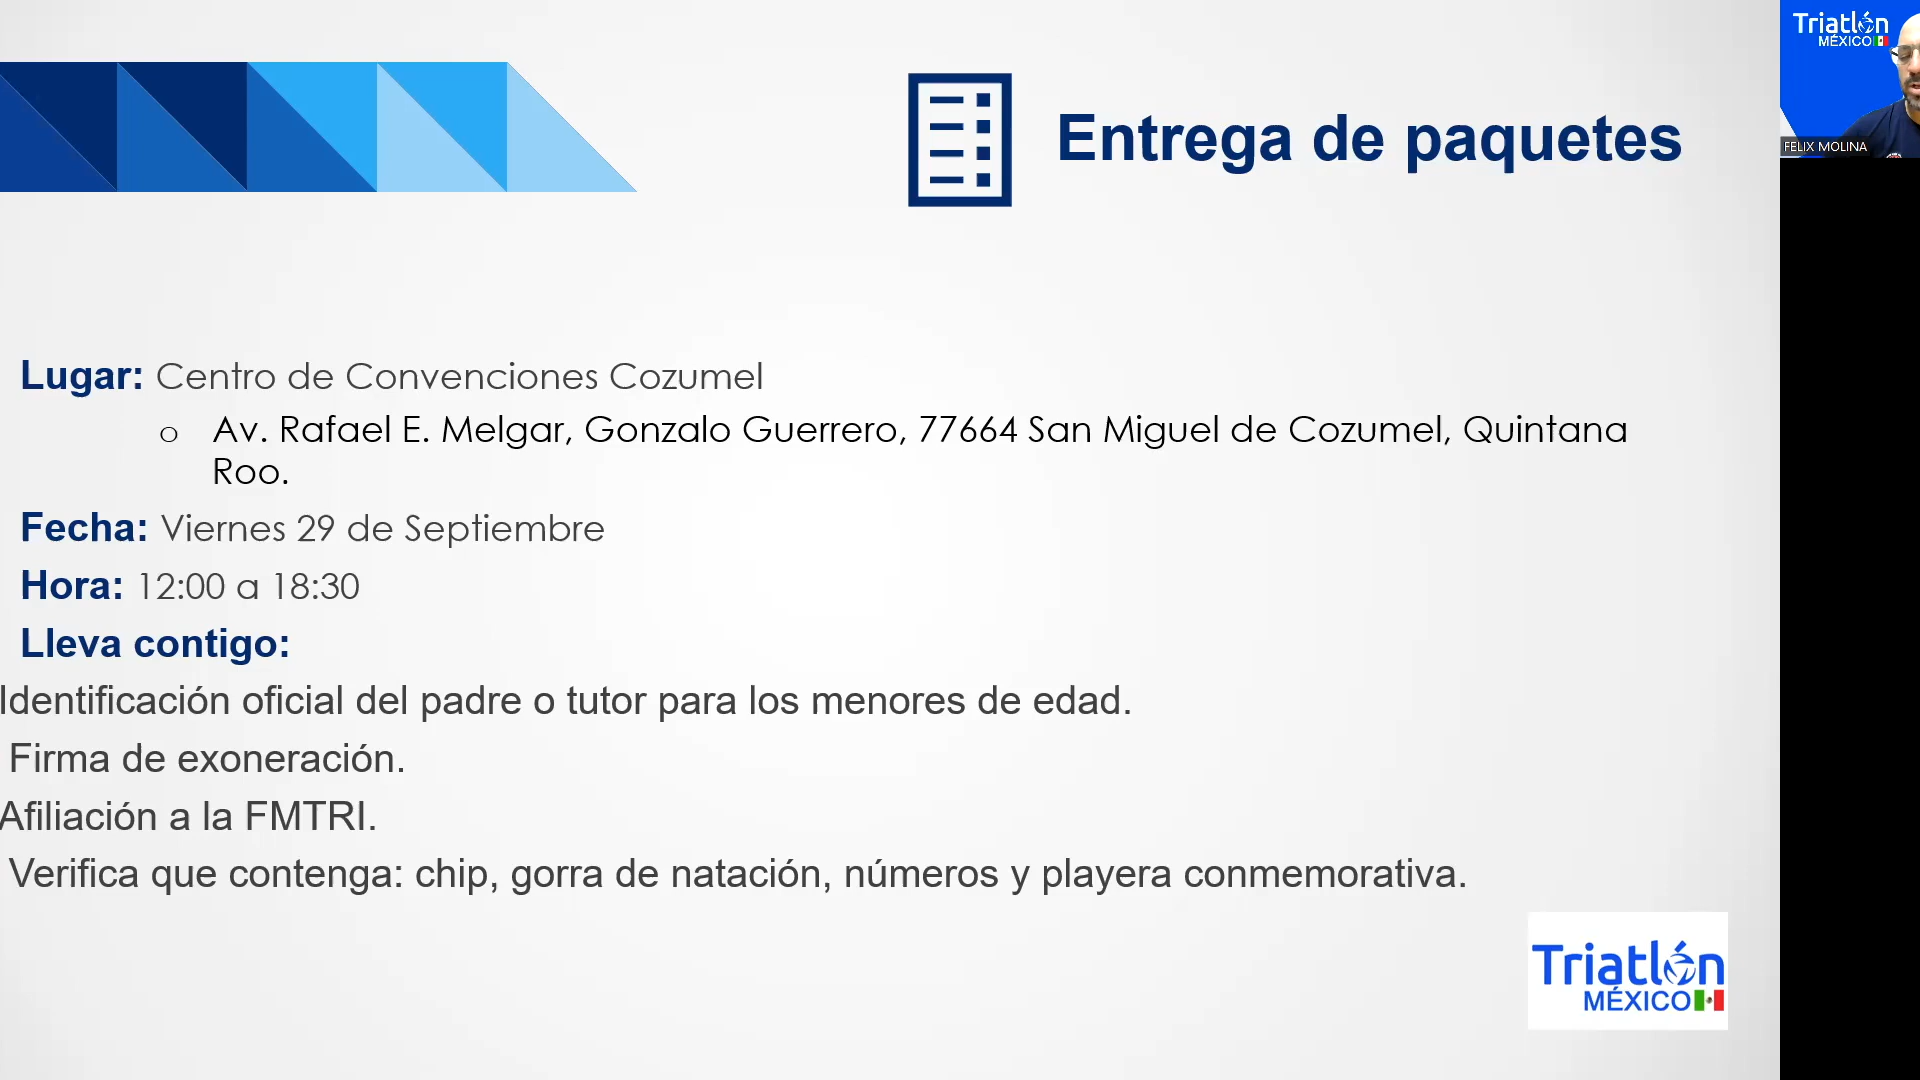 Triatlón
MÉXICO
Entrega de paquetes
FELIX MOLINA
Lugar: Centro de Convenciones Cozumel
o Av. Rafael E. Melgar, Gonzalo Guerrero, 77664 San Miguel de Cozumel, Quintana
Roo.
Fecha: Viernes 29 de Septiembre
Hora: 12:00 a 18:30
Lleva contigo:
Identificación oficial del padre o tutor para los menores de edad.
Firma de exoneración.
Afiliación a la FMTRI.
Verifica que contenga: chip, gorra de natación, números y playera conmemorativa.
Triatlón
MÉXICO